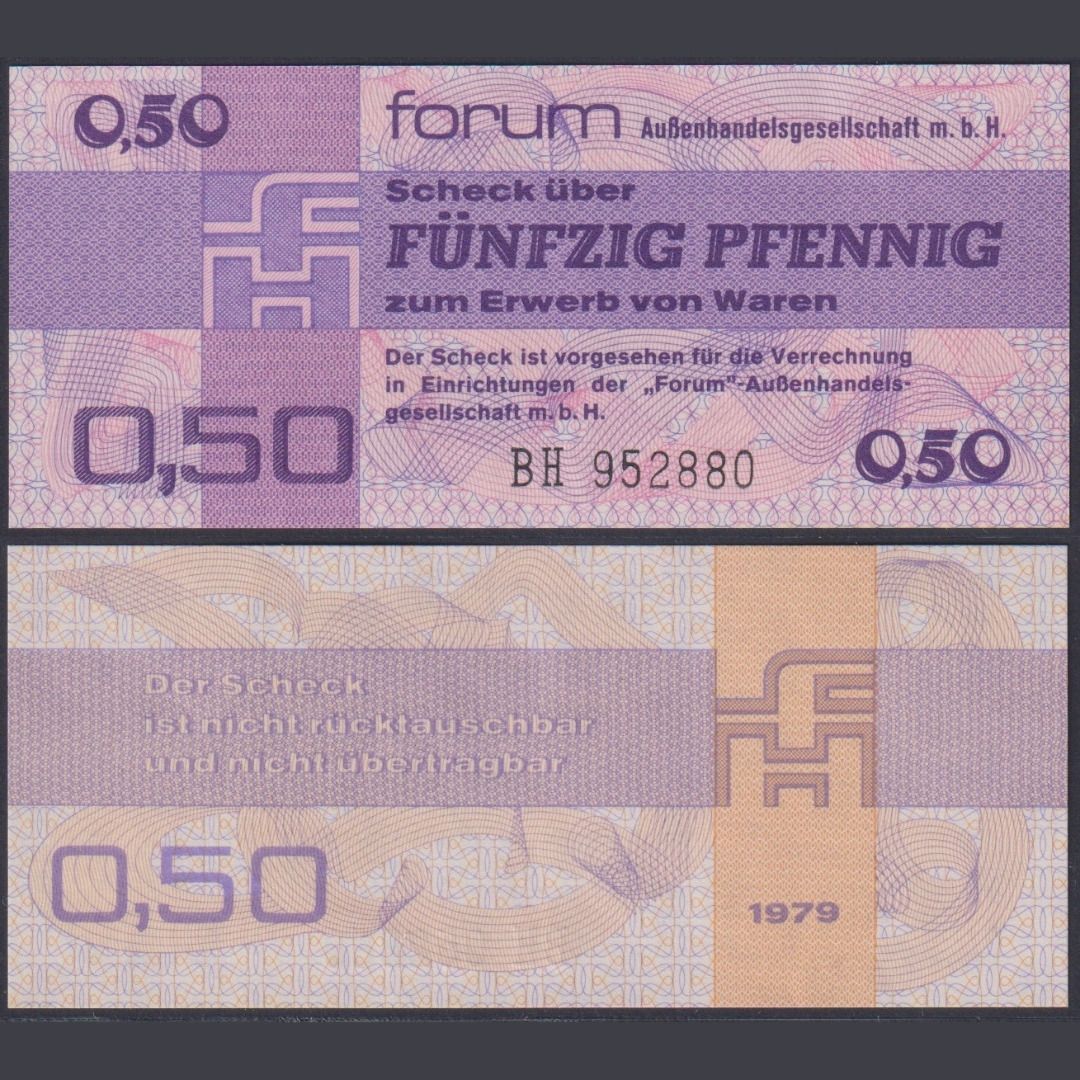 0,50
forum Außenhandelsgesellschaft m. b. H.
Scheck über
FÜNFZIG PFENNIG
zum Erwerb von Waren
Der Scheck ist vorgesehen für die Verrechnung
in Einrichtungen der „Forum"-Außenhandels-
gesellschaft m. b. H.
0,50
BH 952880
0,50
Der Scheck
ist nicht rücktauschbar
und nicht übertragbar
0,50
1979